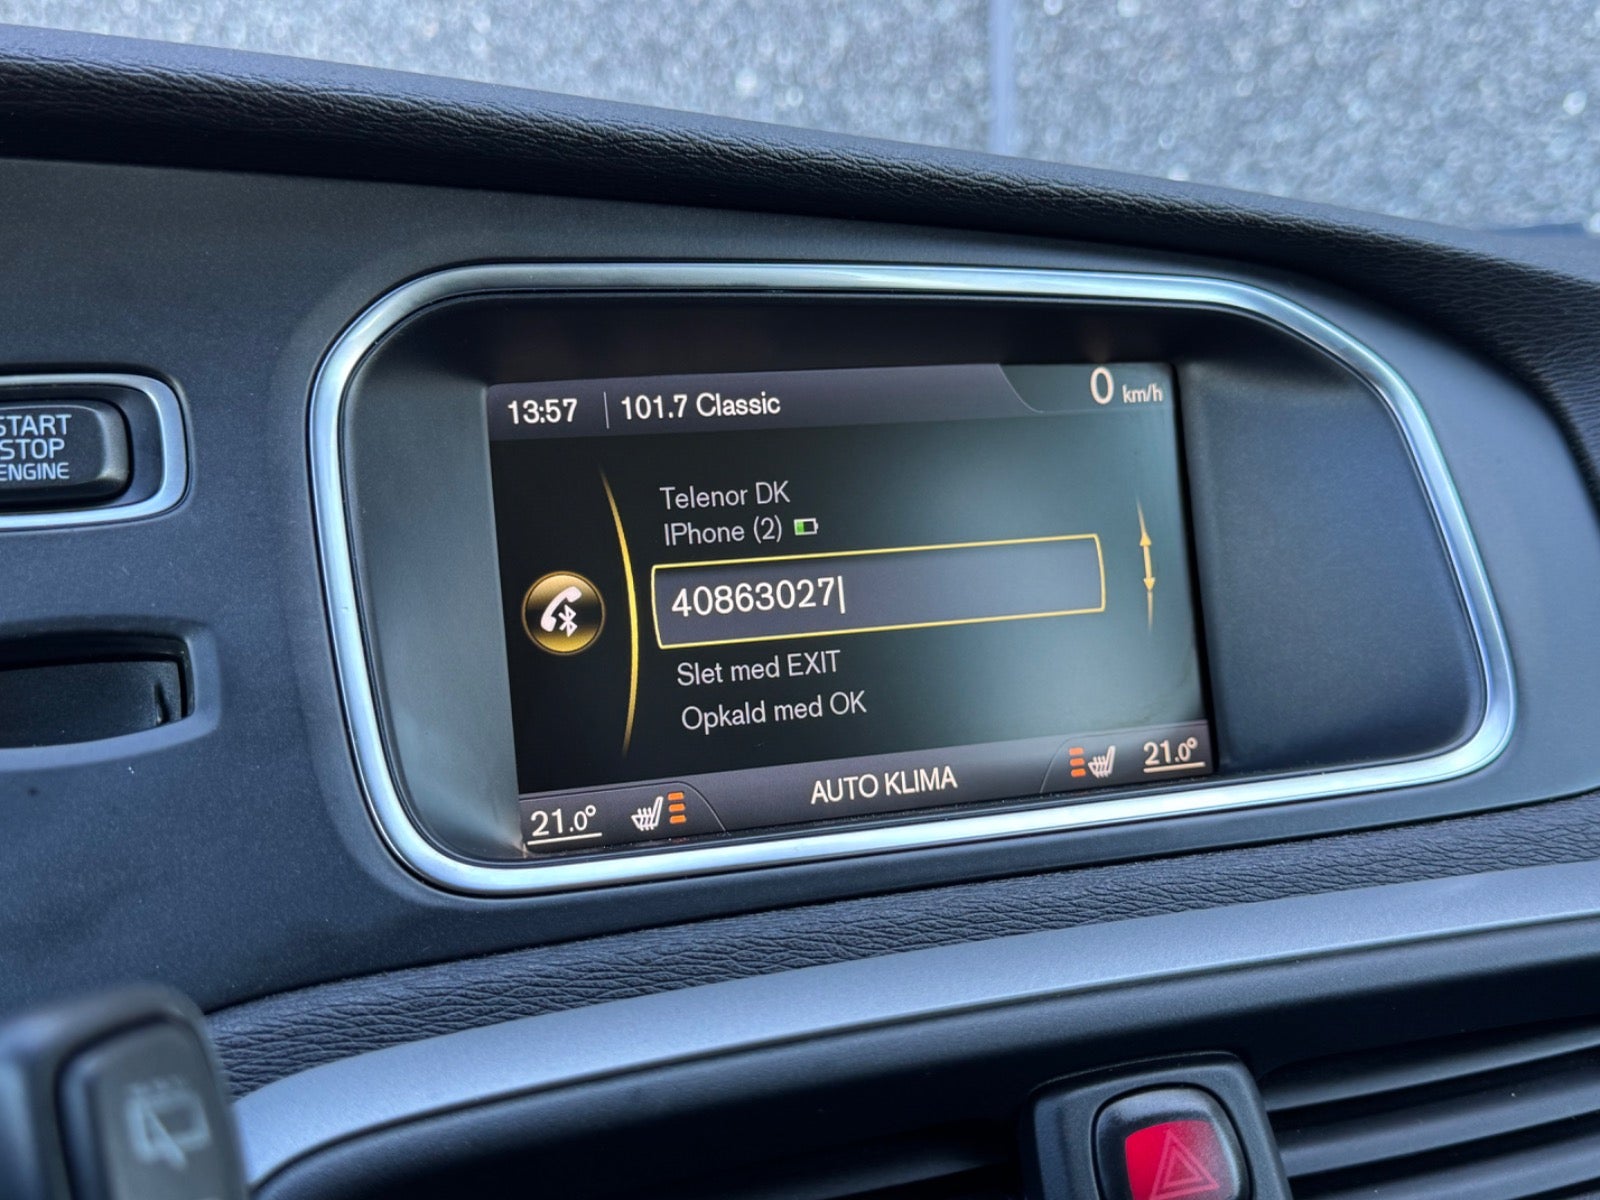 START
STOP
ENGINE
13:57 101.7 Classic 0 km/h
Telenor DK
IPhone (2)
40863027
Slet med EXIT
Opkald med OK
21.0° AUTO KLIMA 21.0°